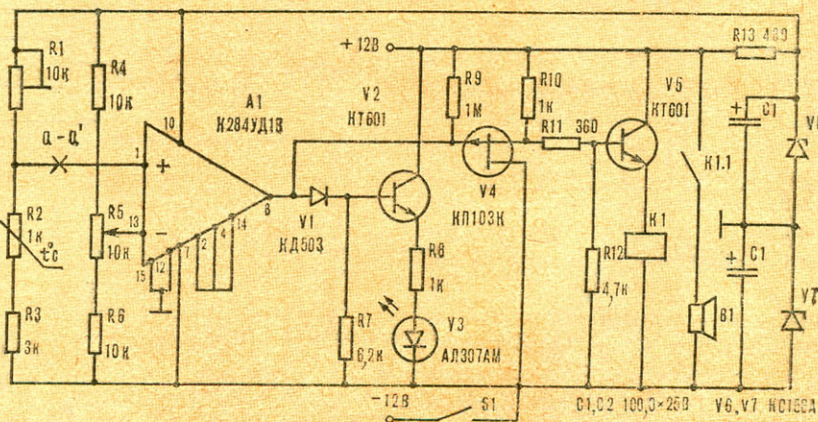 R1
10к
R4
10к
A1
К284УД1В
10
+12В
V2
КТ601
R9
1М
R10
1к
R11 360
V5
КТ601
R13
C1
K1.1
а-а'
1
+
13
-
8
15
12
7
2
4
14
V1
КД503
V4
КП103К
R2
1к
t°c
R5
10к
R8
1к
K1
R12
4,7к
C1
R3
3к
R6
10к
R7
6,2к
V3
АЛ307АМ
B1
-12В
S1
C1,C2 100,0×25В
V6,V7